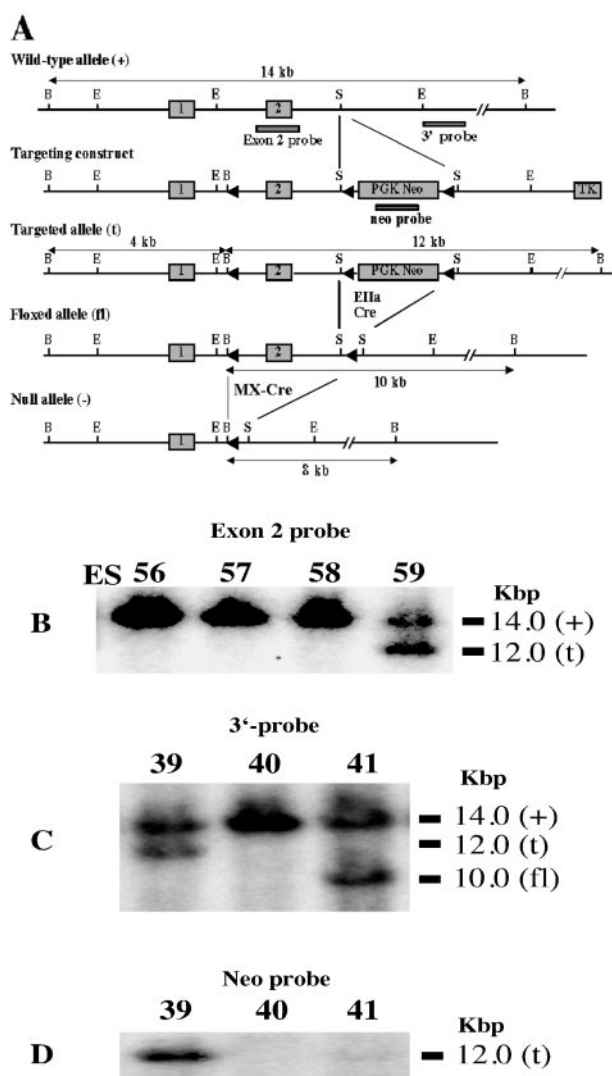 A
Wild-type allele (+)
14 kb
B E E S E B
1 2
Exon 2 probe 3' probe
Targeting construct
B E E B S S E
1 2 PGK Neo TK
neo probe
Targeted allele (t)
4 kb 12 kb
B E E B S S E B
1 2 PGK Neo
EIIa
Cre
Floxed allele (fl)
B E E B S S E B
1 2
10 kb
MX-Cre
Null allele (-)
B E E B S E B
1
8 kb
Exon 2 probe
ES 56 57 58 59
Kbp
B
14.0 (+)
12.0 (t)
3‘-probe
39 40 41
Kbp
14.0 (+)
C
12.0 (t)
10.0 (fl)
Neo probe
39 40 41
Kbp
D 12.0 (t)